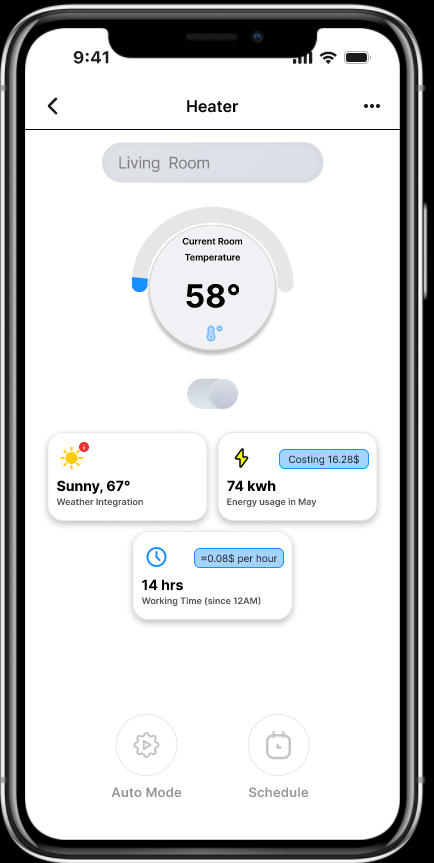 9:41
Heater
Living Room
Current Room
Temperature
58°
Sunny, 67°
Weather Integration
Costing 16.28$
74 kwh
Energy usage in May
≈0.08$ per hour
14 hrs
Working Time (since 12AM)
Auto Mode
Schedule